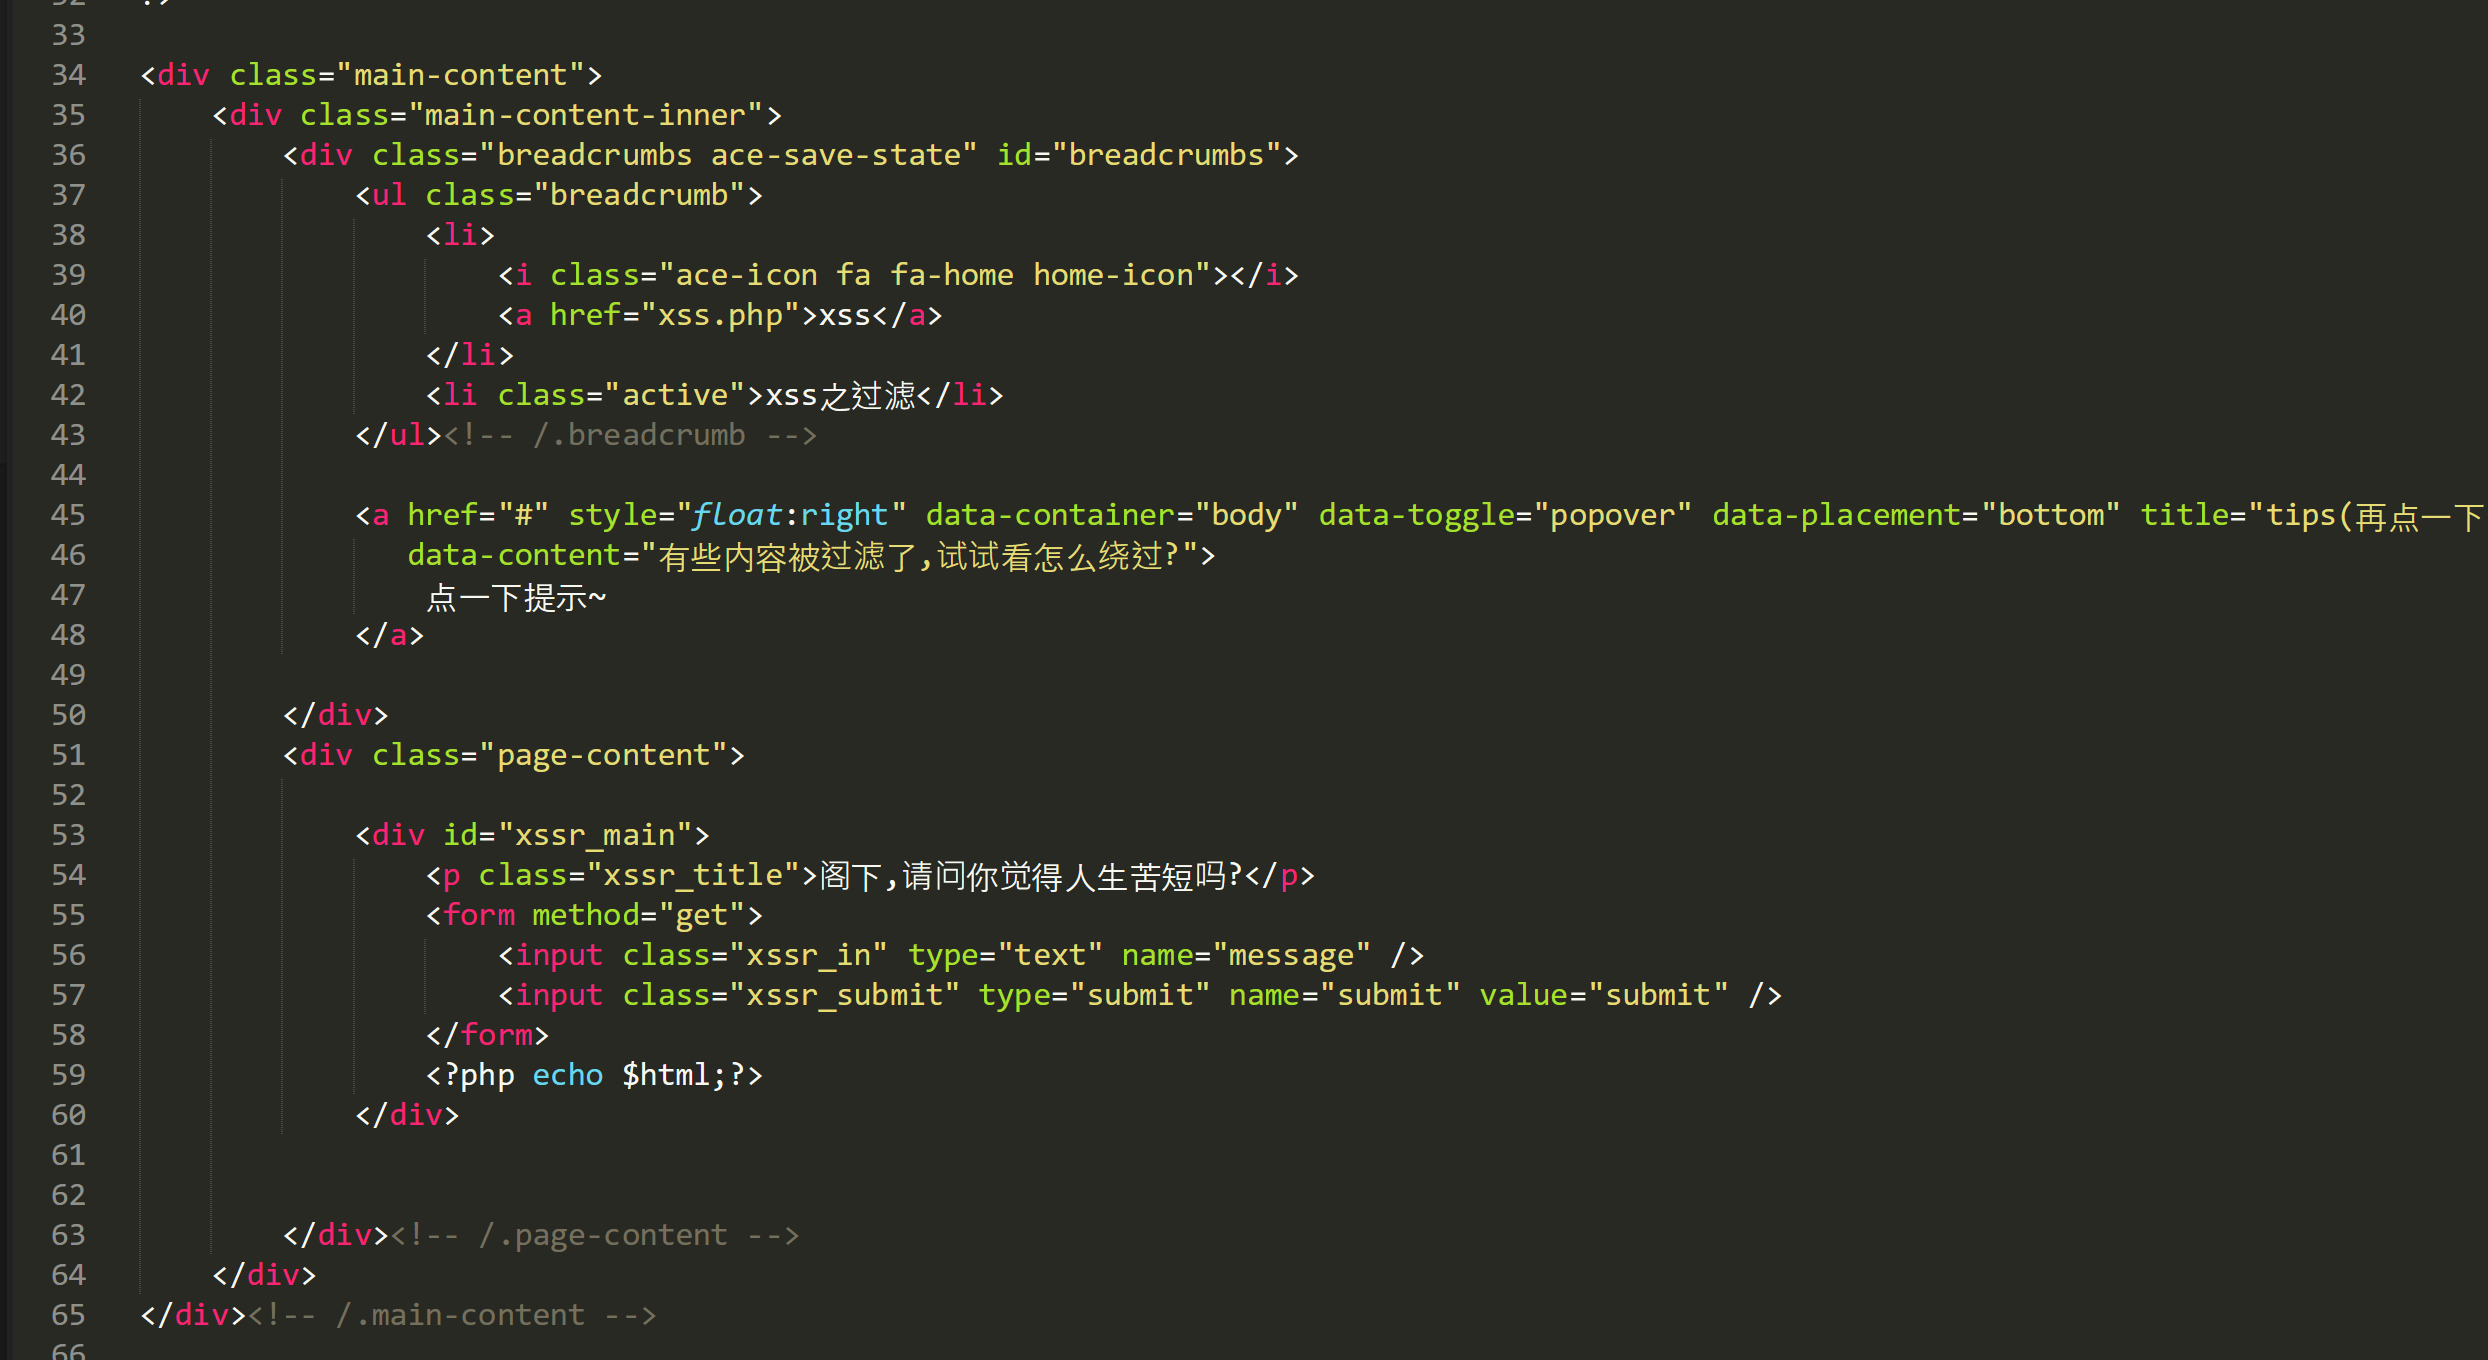 33
34 <div class="main-content">
35 <div class="main-content-inner">
36 <div class="breadcrumbs ace-save-state" id="breadcrumbs">
37 <ul class="breadcrumb">
38 <li>
39 <i class="ace-icon fa fa-home home-icon"></i>
40 <a href="xss.php">xss</a>
41 </li>
42 <li class="active">xss之过滤</li>
43 </ul><!-- /.breadcrumb -->
44
45 <a href="#" style="float:right" data-container="body" data-toggle="popover" data-placement="bottom" title="tips(再点一下
46 data-content="有些内容被过滤了,试试看怎么绕过?">
47 点一下提示~
48 </a>
49
50 </div>
51 <div class="page-content">
52
53 <div id="xssr_main">
54 <p class="xssr_title">阁下,请问你觉得人生苦短吗?</p>
55 <form method="get">
56 <input class="xssr_in" type="text" name="message" />
57 <input class="xssr_submit" type="submit" name="submit" value="submit" />
58 </form>
59 <?php echo $html;?>
60 </div>
61
62
63 </div><!-- /.page-content -->
64 </div>
65 </div><!-- /.main-content -->
66